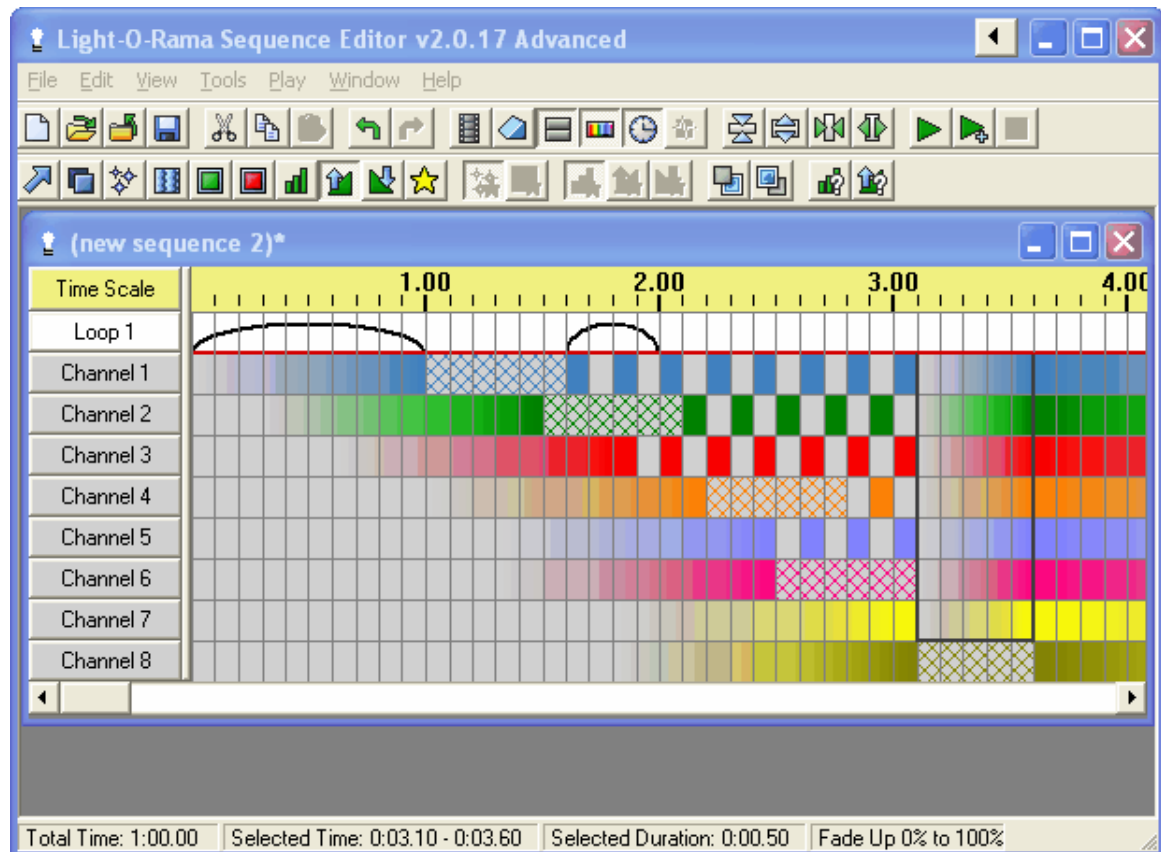 Light-O-Rama Sequence Editor v2.0.17 Advanced
File Edit View Tools Play Window Help
(new sequence 2)*
Time Scale 1.00 2.00 3.00 4.00
Loop 1
Channel 1
Channel 2
Channel 3
Channel 4
Channel 5
Channel 6
Channel 7
Channel 8
Total Time: 1:00.00 Selected Time: 0:03.10 - 0:03.60 Selected Duration: 0:00.50 Fade Up 0% to 100%